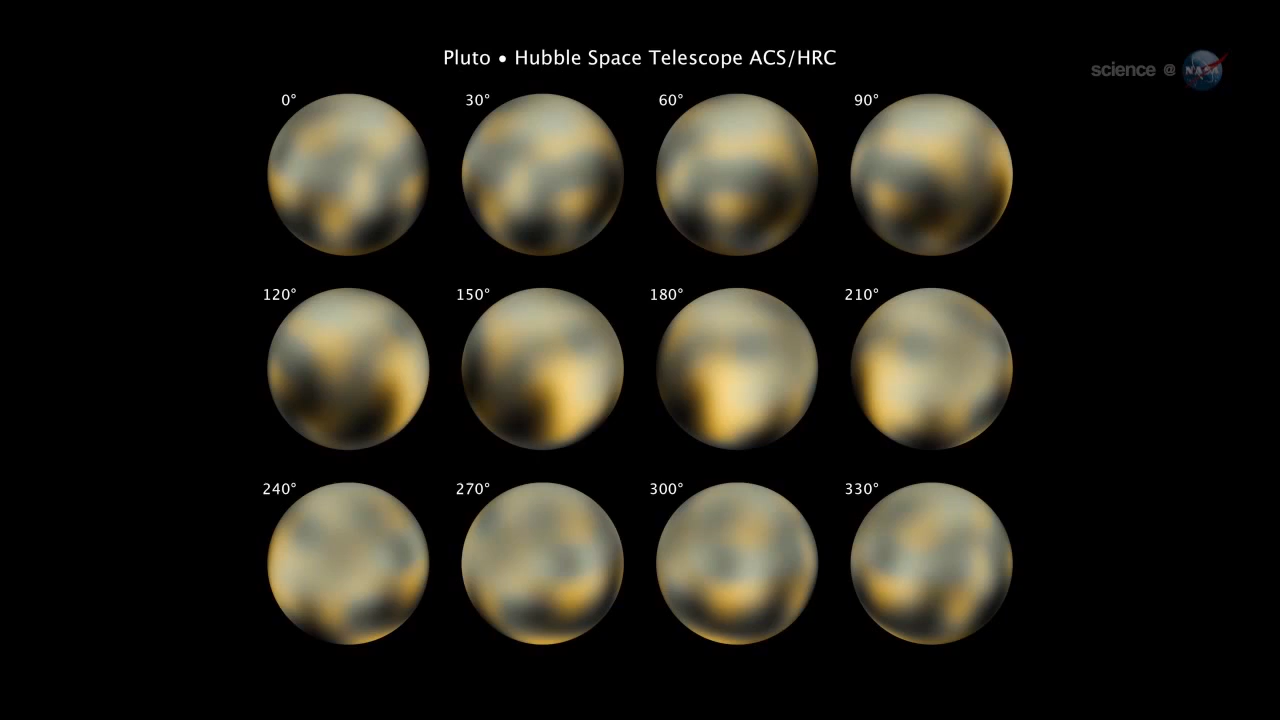 Pluto • Hubble Space Telescope ACS/HRC
science @ NASA
0° 30° 60° 90°
120° 150° 180° 210°
240° 270° 300° 330°